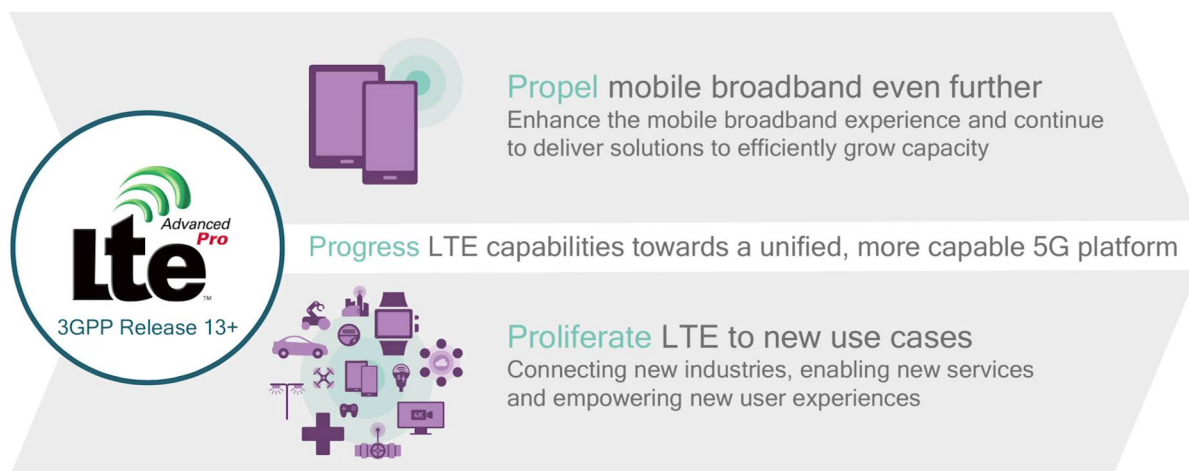 Propel mobile broadband even further
Enhance the mobile broadband experience and continue
to deliver solutions to efficiently grow capacity
Advanced
Pro
Lte
TM
3GPP Release 13+
Progress LTE capabilities towards a unified, more capable 5G platform
Proliferate LTE to new use cases
Connecting new industries, enabling new services
and empowering new user experiences
4K